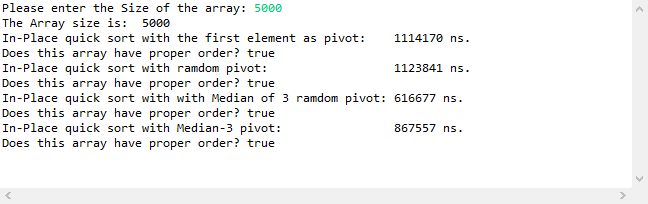 Please enter the Size of the array: 5000
The Array size is:  5000
In-Place quick sort with the first element as pivot:    1114170 ns.
Does this array have proper order? true
In-Place quick sort with ramdom pivot:                  1123841 ns.
Does this array have proper order? true
In-Place quick sort with with Median of 3 ramdom pivot: 616677 ns.
Does this array have proper order? true
In-Place quick sort with Median-3 pivot:                867557 ns.
Does this array have proper order? true